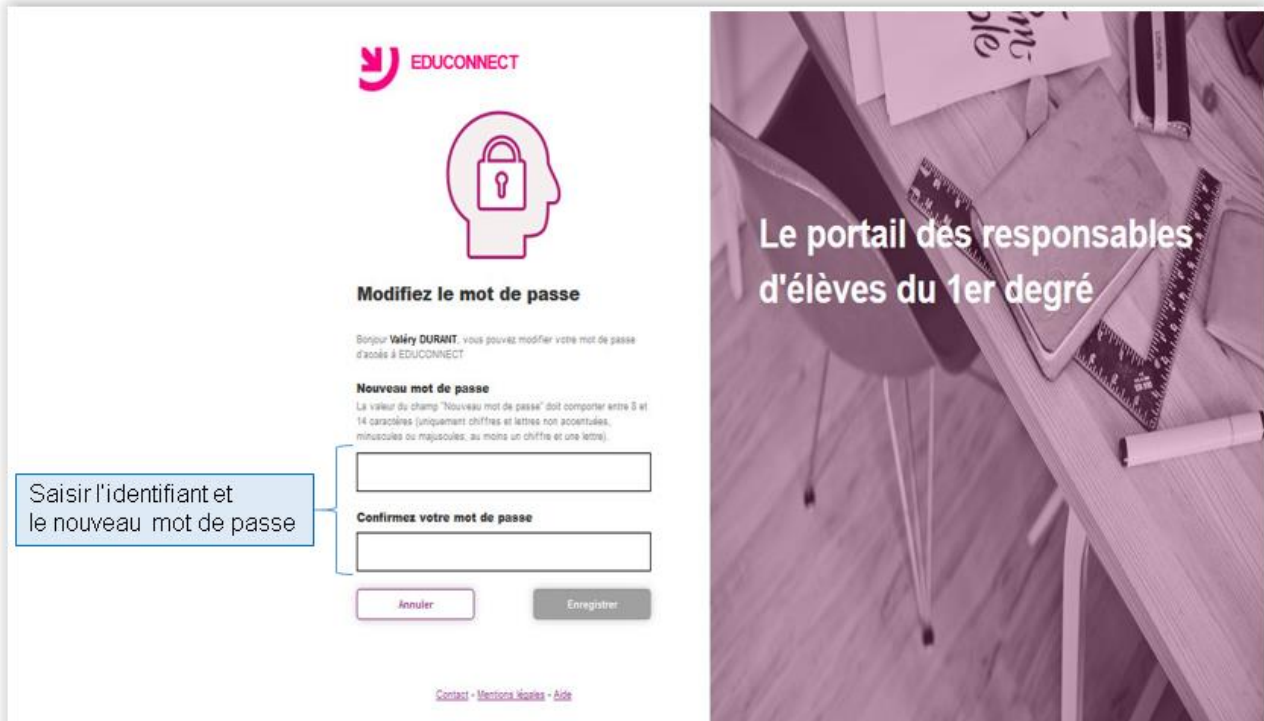 EDUCONNECT
Modifiez le mot de passe
Bonjour Valéry DURANT, vous pouvez modifier votre mot de passe
d'accès à EDUCONNECT
Nouveau mot de passe
La valeur du champ "Nouveau mot de passe" doit comporter entre 8 et
14 caractères (uniquement chiffres et lettres non accentuées,
minuscules ou majuscules, au moins un chiffre et une lettre).
Saisir l'identifiant et
le nouveau mot de passe
Confirmez votre mot de passe
Annuler
Enregistrer
Contact - Mentions légales - Aide
Le portail des responsables
d'élèves du 1er degré